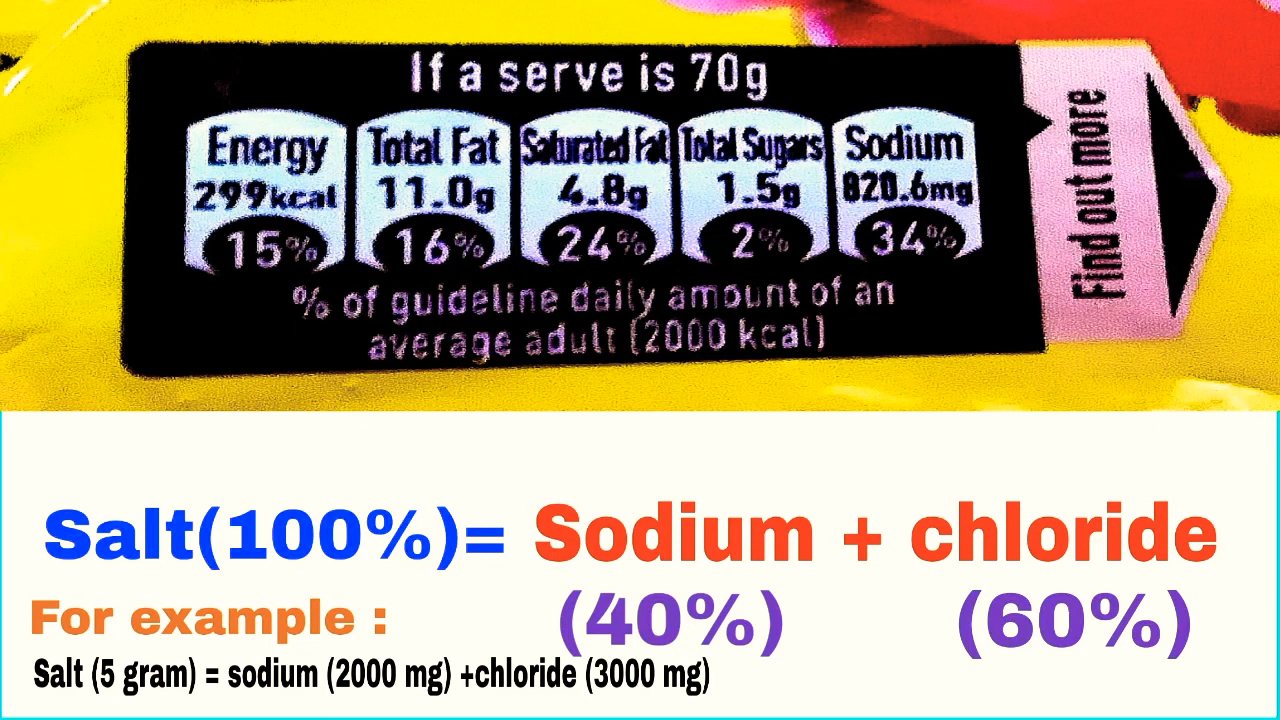 If a serve is 70g
Energy Total Fat Saturated Fat Total Sugars Sodium
299kcal 11.0g 4.8g 1.5g 820.6mg
15% 16% 24% 2% 34%
% of guideline daily amount of an
average adult (2000 kcal)
Find out more
Salt(100%)= Sodium + chloride
(40%) (60%)
For example :
Salt (5 gram) = sodium (2000 mg) +chloride (3000 mg)